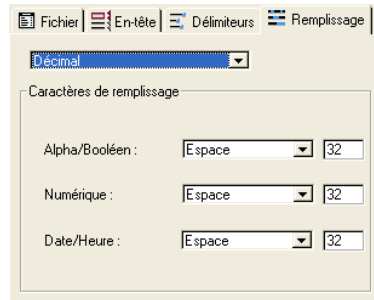 Fichier En-tête Délimiteurs Remplissage
Décimal
Caractères de remplissage
Alpha/Booléen : Espace 32
Numérique : Espace 32
Date/Heure : Espace 32